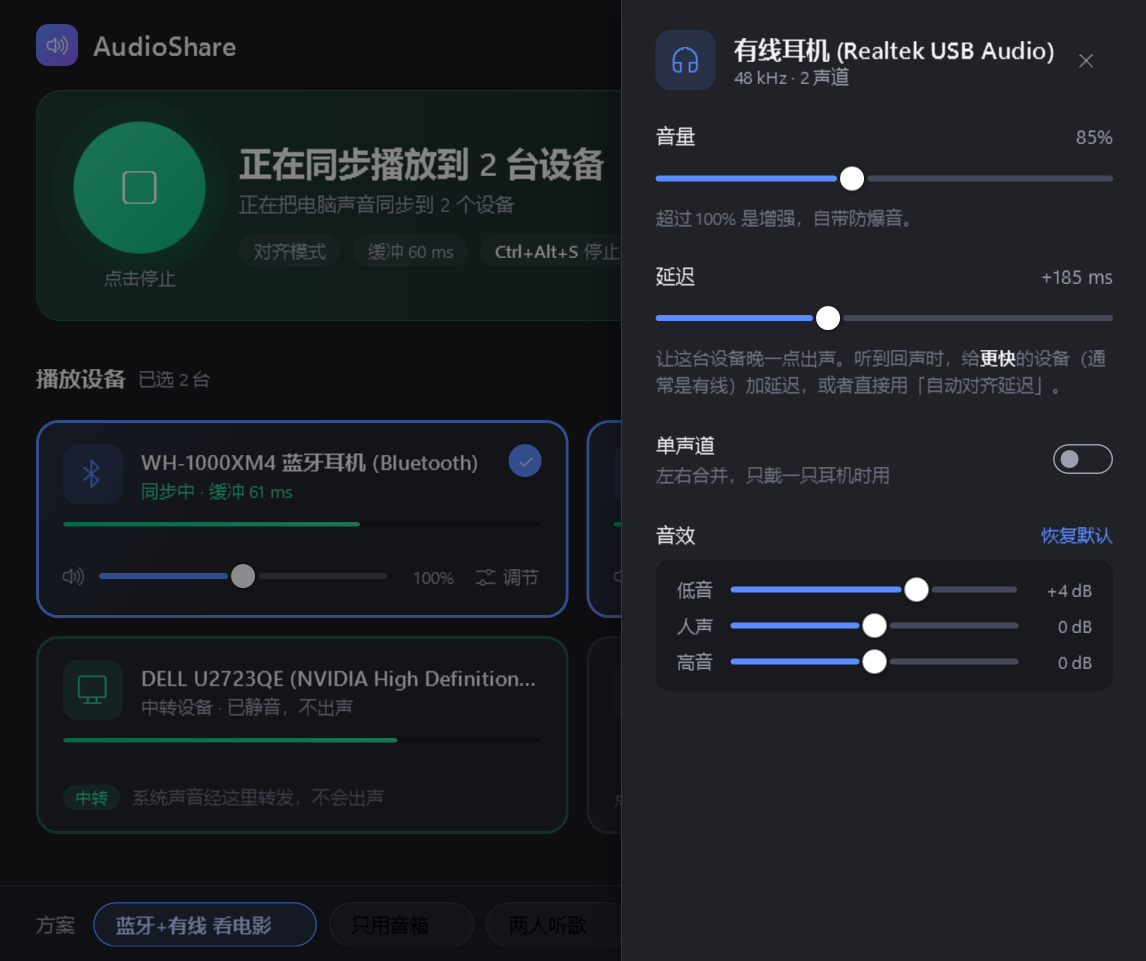 AudioShare
正在同步播放到 2 台设备
正在把电脑声音同步到 2 个设备
对齐模式
缓冲 60 ms
Ctrl+Alt+S 停止
点击停止
播放设备
已选 2 台
WH-1000XM4 蓝牙耳机 (Bluetooth)
同步中 · 缓冲 61 ms
100%
调节
DELL U2723QE (NVIDIA High Definition...
中转设备 · 已静音，不出声
中转
系统声音经这里转发，不会出声
方案
蓝牙+有线 看电影
只用音箱
两人听歌
有线耳机 (Realtek USB Audio)
48 kHz · 2 声道
音量
85%
超过 100% 是增强，自带防爆音。
延迟
+185 ms
让这台设备晚一点出声。听到回声时，给更快的设备（通
常是有线）加延迟，或者直接用「自动对齐延迟」。
单声道
左右合并，只戴一只耳机时用
音效
恢复默认
低音
+4 dB
人声
0 dB
高音
0 dB